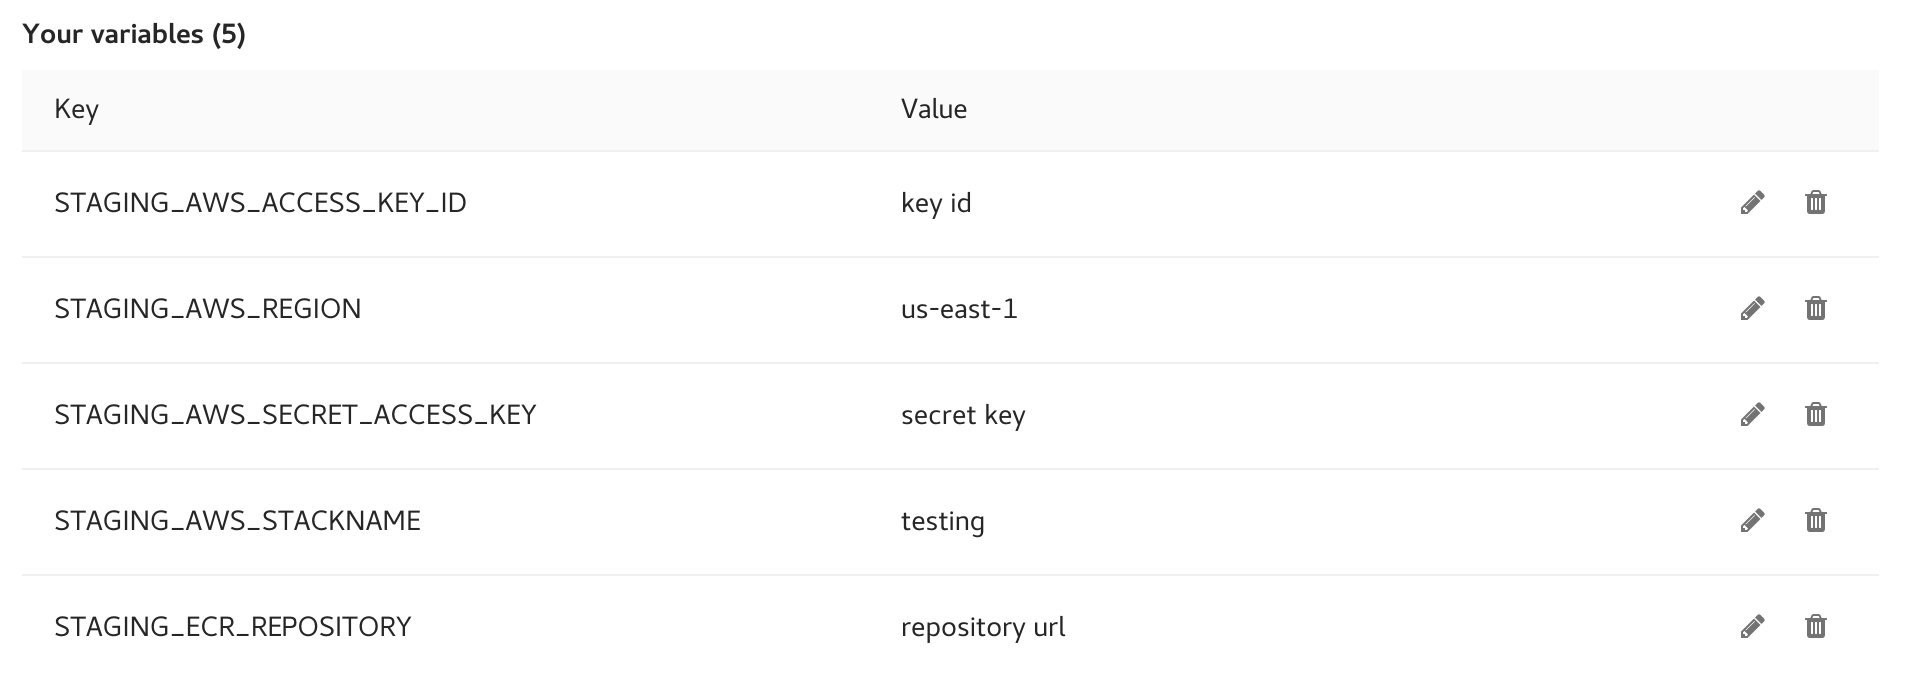 Your variables (5)
Key Value
STAGING_AWS_ACCESS_KEY_ID key id
STAGING_AWS_REGION us-east-1
STAGING_AWS_SECRET_ACCESS_KEY secret key
STAGING_AWS_STACKNAME testing
STAGING_ECR_REPOSITORY repository url